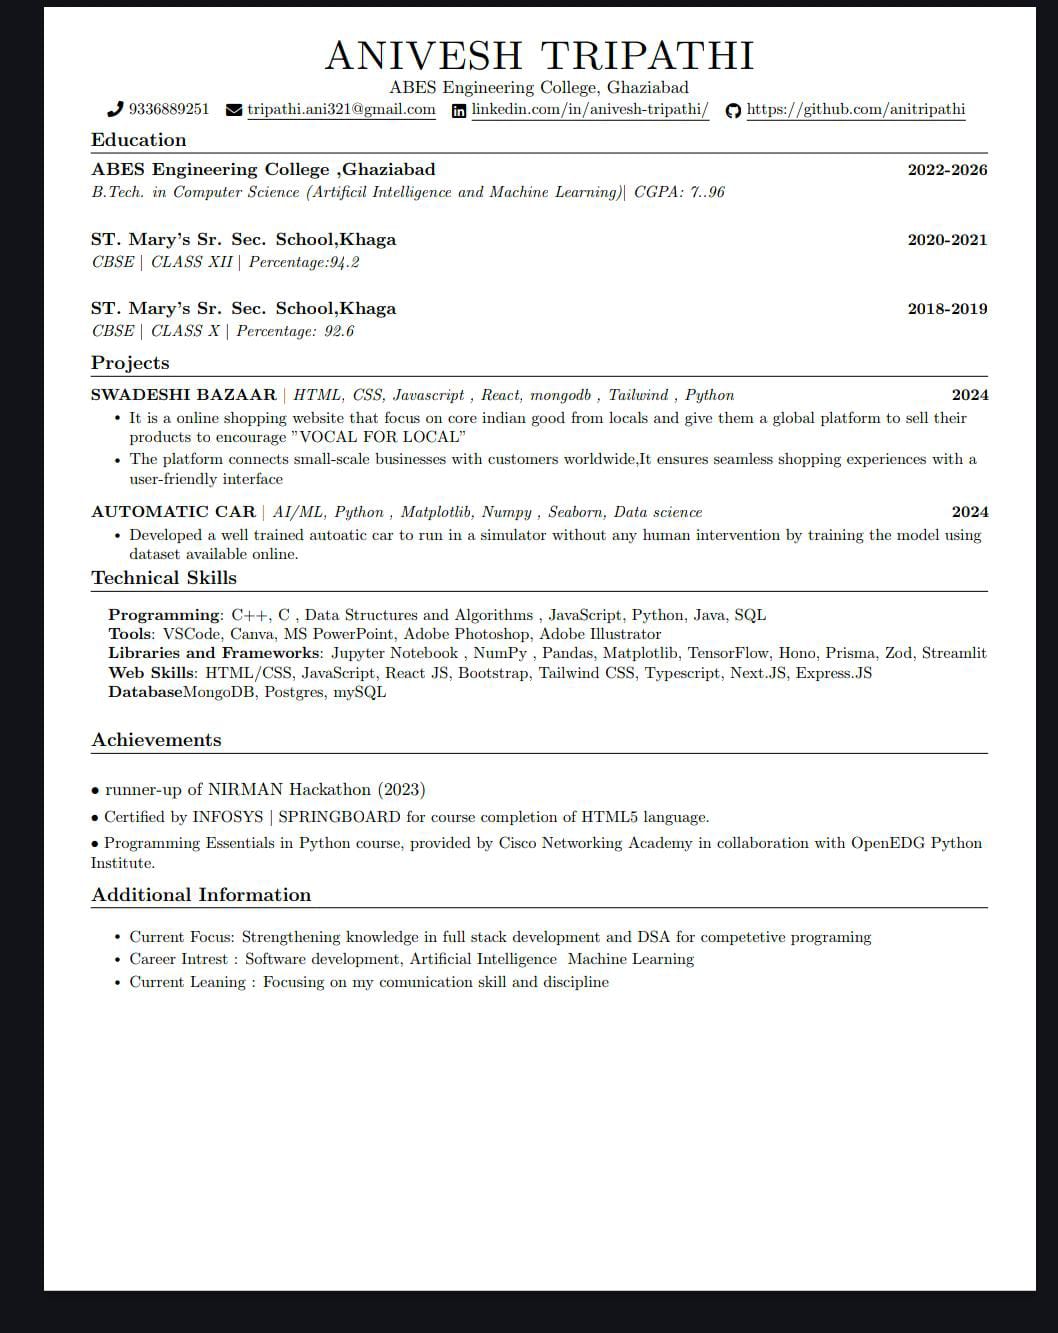 ANIVESH TRIPATHI
ABES Engineering College, Ghaziabad
9336889251 tripathi.ani321@gmail.com linkedin.com/in/anivesh-tripathi/ https://github.com/anitripathi
Education
ABES Engineering College ,Ghaziabad 2022-2026
B.Tech. in Computer Science (Artificil Intelligence and Machine Learning)| CGPA: 7..96
ST. Mary's Sr. Sec. School,Khaga 2020-2021
CBSE | CLASS XII | Percentage:94.2
ST. Mary's Sr. Sec. School,Khaga 2018-2019
CBSE | CLASS X | Percentage: 92.6
Projects
SWADESHI BAZAAR | HTML, CSS, Javascript , React, mongodb , Tailwind , Python 2024
• It is a online shopping website that focus on core indian good from locals and give them a global platform to sell their
products to encourage "VOCAL FOR LOCAL"
• The platform connects small-scale businesses with customers worldwide,It ensures seamless shopping experiences with a
user-friendly interface
AUTOMATIC CAR | AI/ML, Python , Matplotlib, Numpy , Seaborn, Data science 2024
• Developed a well trained autoatic car to run in a simulator without any human intervention by training the model using
dataset available online.
Technical Skills
Programming: C++, C , Data Structures and Algorithms , JavaScript, Python, Java, SQL
Tools: VSCode, Canva, MS PowerPoint, Adobe Photoshop, Adobe Illustrator
Libraries and Frameworks: Jupyter Notebook , NumPy , Pandas, Matplotlib, TensorFlow, Hono, Prisma, Zod, Streamlit
Web Skills: HTML/CSS, JavaScript, React JS, Bootstrap, Tailwind CSS, Typescript, Next.JS, Express.JS
DatabaseMongoDB, Postgres, mySQL
Achievements
• runner-up of NIRMAN Hackathon (2023)
• Certified by INFOSYS | SPRINGBOARD for course completion of HTML5 language.
• Programming Essentials in Python course, provided by Cisco Networking Academy in collaboration with OpenEDG Python
Institute.
Additional Information
• Current Focus: Strengthening knowledge in full stack development and DSA for competetive programing
• Career Intrest : Software development, Artificial Intelligence Machine Learning
• Current Leaning : Focusing on my comunication skill and discipline